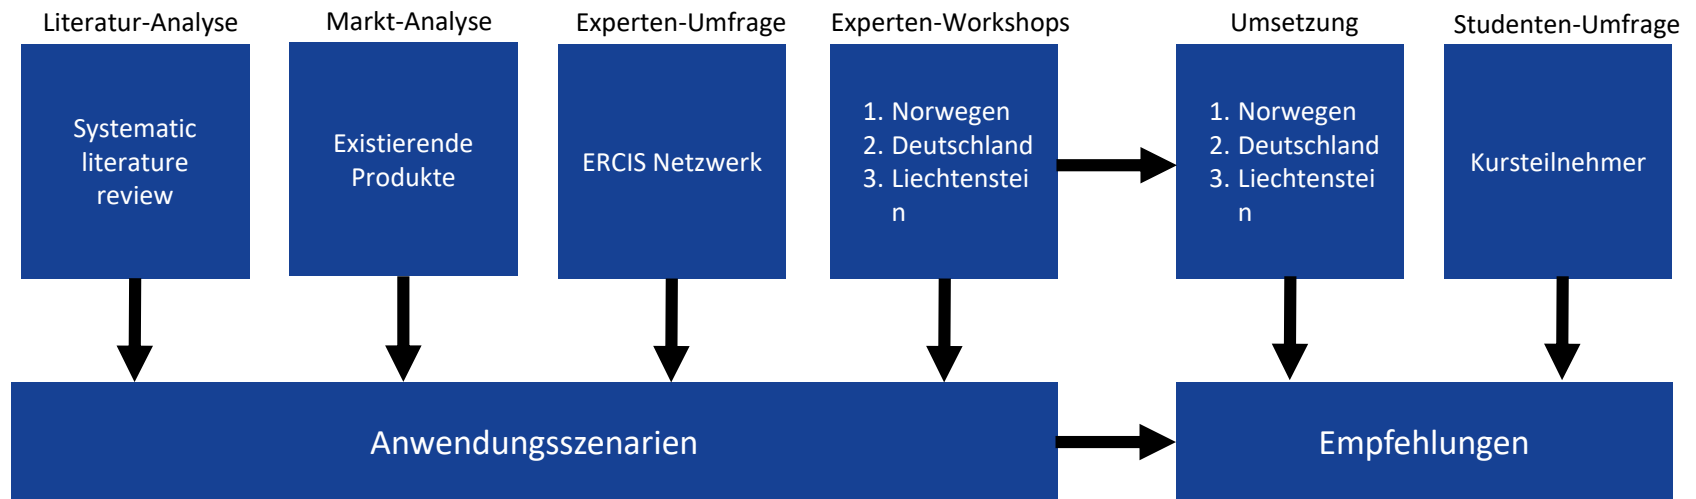 Literatur-Analyse
Markt-Analyse
Experten-Umfrage
Experten-Workshops
Umsetzung
Studenten-Umfrage
Systematic
literature
review
Existierende
Produkte
ERCIS Netzwerk
1. Norwegen
2. Deutschland
3. Liechtenstei
n
1. Norwegen
2. Deutschland
3. Liechtenstei
n
Kursteilnehmer
Anwendungsszenarien
Empfehlungen